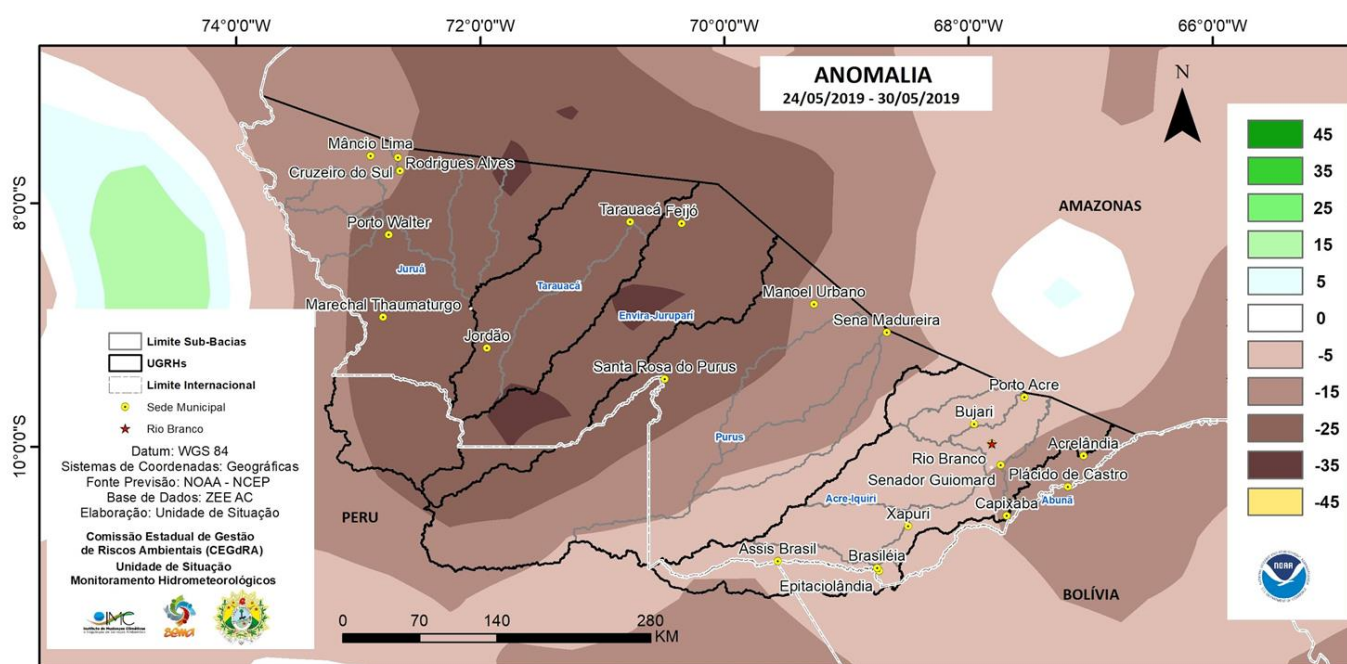 74°0'0"W
72°0'0"W
70°0'0"W
68°0'0"W
66°0'0"W
ANOMALIA
24/05/2019 - 30/05/2019
N
8°0'0"S
10°0'0"S
Mâncio Lima
Rodrigues Alves
Cruzeiro do Sul
Porto Walter
Juruá
Marechal Thaumaturgo
Tarauacá
Feijó
Tarauacá
Jordão
Envira-Jurupari
Santa Rosa do Purus
Manoel Urbano
Sena Madureira
Purus
AMAZONAS
Porto Acre
Bujari
Rio Branco
Acrelândia
Senador Guiomard
Plácido de Castro
Abunã
Acre-Iquiri
Capixaba
Xapuri
Assis Brasil
Brasiléia
Epitaciolândia
PERU
BOLÍVIA
45
35
25
15
5
0
-5
-15
-25
-35
-45
NOAA
Limite Sub-Bacias
UGRHs
Limite Internacional
Sede Municipal
Rio Branco
Datum: WGS 84
Sistemas de Coordenadas: Geográficas
Fonte Previsão: NOAA - NCEP
Base de Dados: ZEE AC
Elaboração: Unidade de Situação
Comissão Estadual de Gestão
de Riscos Ambientais (CEGdRA)
Unidade de Situação
Monitoramento Hidrometeorológicos
IMC
sema
0
70
140
280
KM